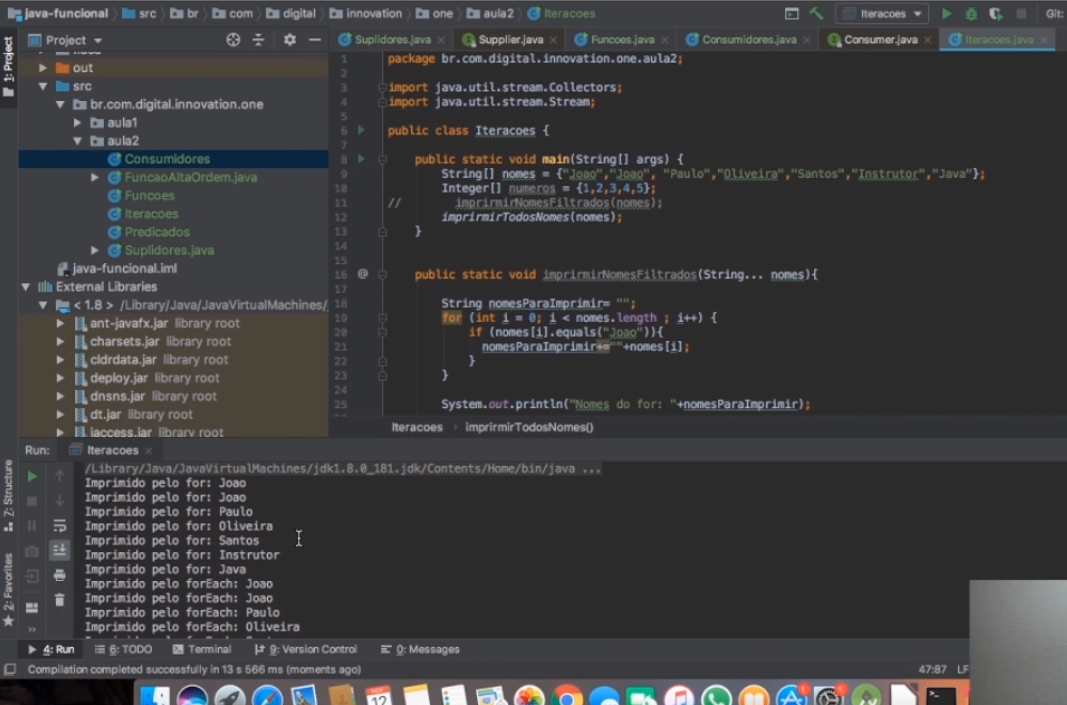 java-funcional src br com digital innovation one aula2 Iteracoes Iteracoes Git:
1: Project
Project
out
src
br.com.digital.innovation.one
aula1
aula2
Consumidores
FuncaoAltaOrdem.java
Funcoes
Iteracoes
Predicados
Suplidores.java
java-funcional.iml
External Libraries
< 1.8 > /Library/Java/JavaVirtualMachines/
ant-javafx.jar library root
charsets.jar library root
cldrdata.jar library root
deploy.jar library root
dnsns.jar library root
dt.jar library root
jaccess.jar library root
Suplidores.java Supplier.java Funcoes.java Consumidores.java Consumer.java Iteracoes.java
1 package br.com.digital.innovation.one.aula2;
2
3 import java.util.stream.Collectors;
4 import java.util.stream.Stream;
5
6 public class Iteracoes {
7
8 public static void main(String[] args) {
9 String[] nomes = {"Joao","Joao", "Paulo","Oliveira","Santos","Instrutor","Java"};
10 Integer[] numeros = {1,2,3,4,5};
11 // imprirmirNomesFiltrados(nomes);
12 imprirmirTodosNomes(nomes);
13 }
14
15
16 @ public static void imprirmirNomesFiltrados(String... nomes){
17
18 String nomesParaImprimir= "";
19 for (int i = 0; i < nomes.length ; i++) {
20 if (nomes[i].equals("Joao")){
21 nomesParaImprimir+=""+nomes[i];
22 }
23 }
24
25 System.out.println("Nomes do for: "+nomesParaImprimir);
Iteracoes › imprirmirTodosNomes()
Run: Iteracoes
/Library/Java/JavaVirtualMachines/jdk1.8.0_181.jdk/Contents/Home/bin/java ...
Imprimido pelo for: Joao
Imprimido pelo for: Joao
Imprimido pelo for: Paulo
Imprimido pelo for: Oliveira
Imprimido pelo for: Santos
Imprimido pelo for: Instrutor
Imprimido pelo for: Java
Imprimido pelo forEach: Joao
Imprimido pelo forEach: Joao
Imprimido pelo forEach: Paulo
Imprimido pelo forEach: Oliveira
7: Structure
2: Favorites
4: Run 6: TODO Terminal 9: Version Control 0: Messages
Compilation completed successfully in 13 s 566 ms (moments ago) 47:87 LF
12